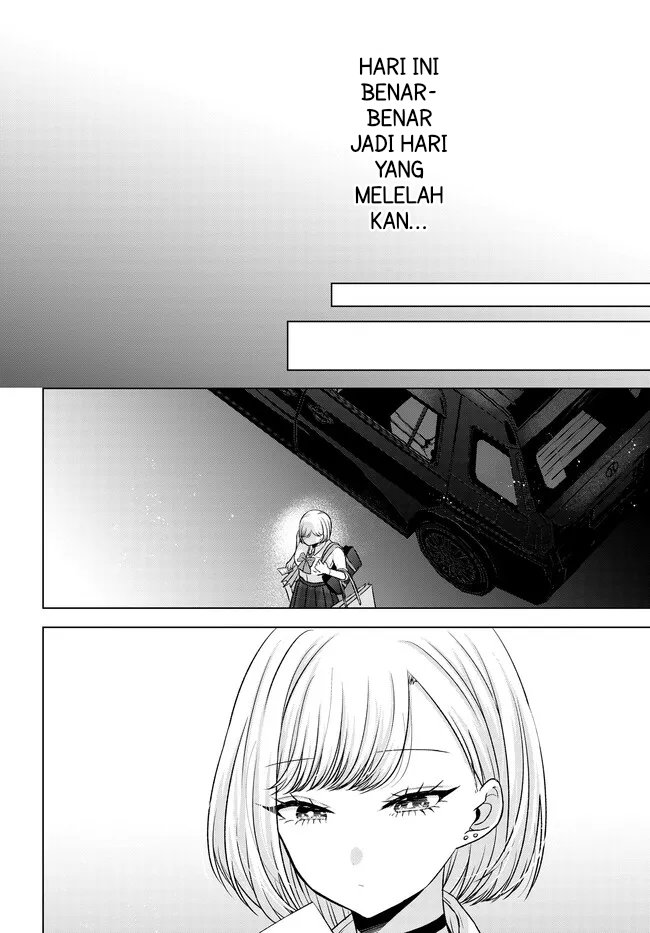 HARI INI
BENAR-
BENAR
JADI HARI
YANG
MELELAH
KAN...